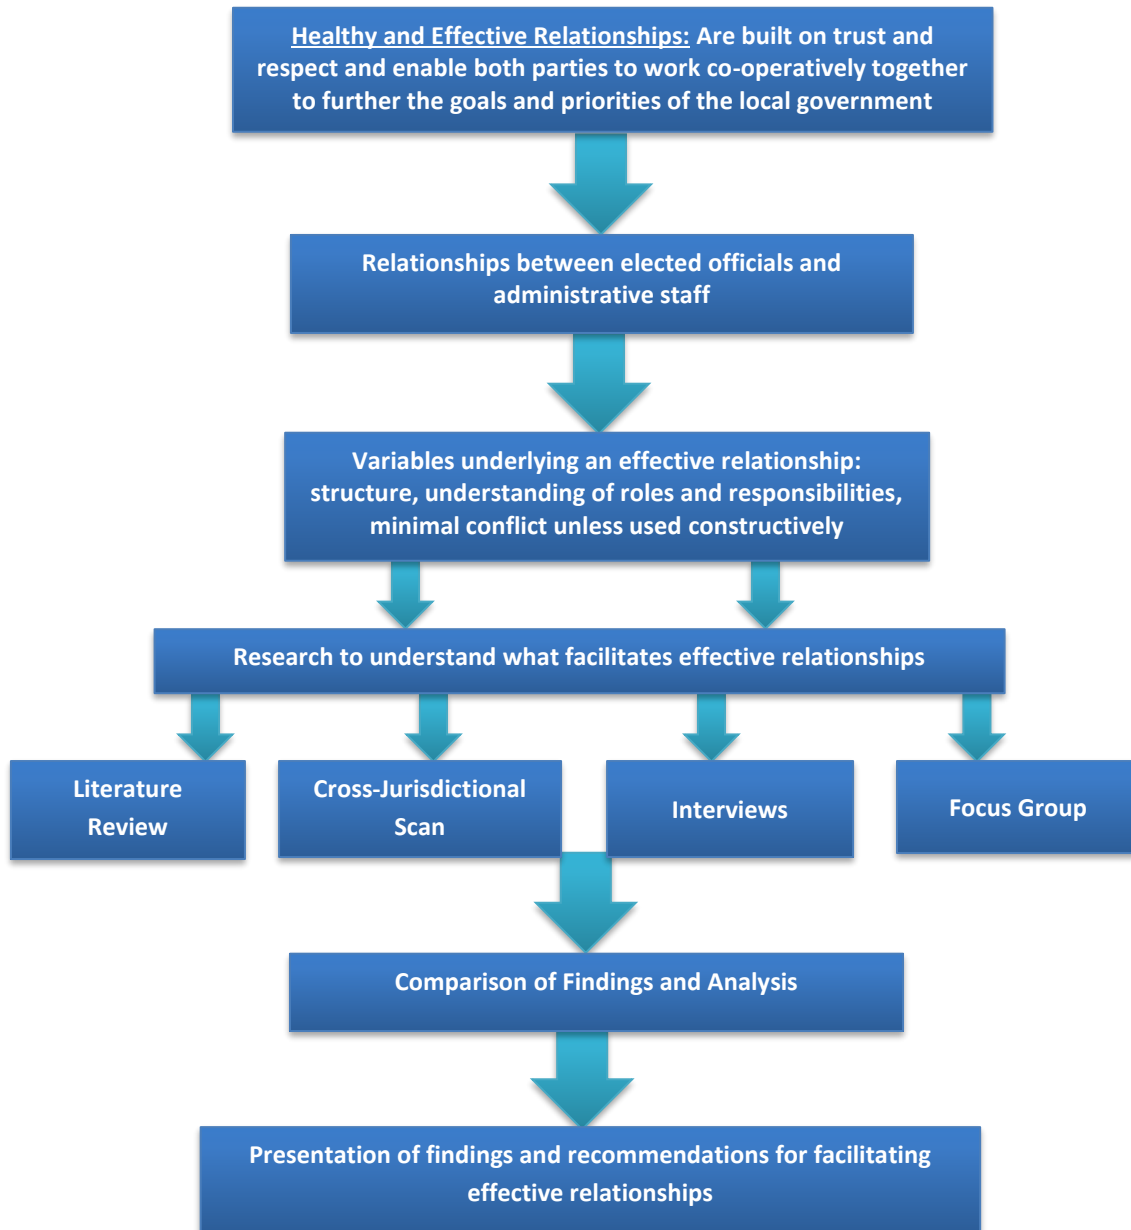 Healthy and Effective Relationships: Are built on trust and
respect and enable both parties to work co-operatively together
to further the goals and priorities of the local government
Relationships between elected officials and
administrative staff
Variables underlying an effective relationship:
structure, understanding of roles and responsibilities,
minimal conflict unless used constructively
Research to understand what facilitates effective relationships
Literature
Review
Cross-Jurisdictional
Scan
Interviews
Focus Group
Comparison of Findings and Analysis
Presentation of findings and recommendations for facilitating
effective relationships